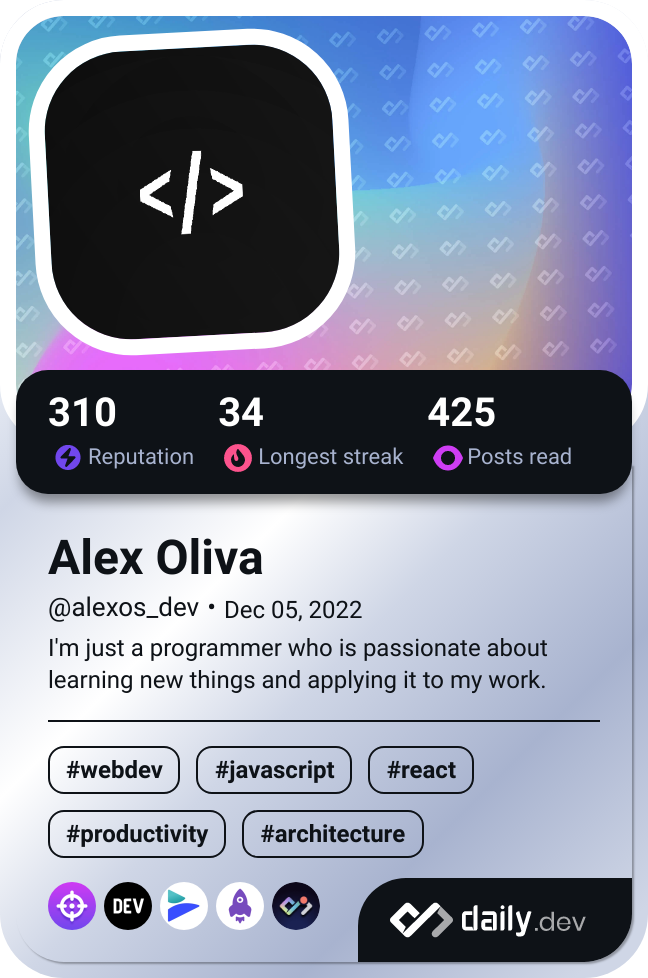 </>
310 34 425
Reputation Longest streak Posts read
Alex Oliva
@alexos_dev • Dec 05, 2022
I'm just a programmer who is passionate about
learning new things and applying it to my work.
#webdev #javascript #react
#productivity #architecture
DEV
daily.dev